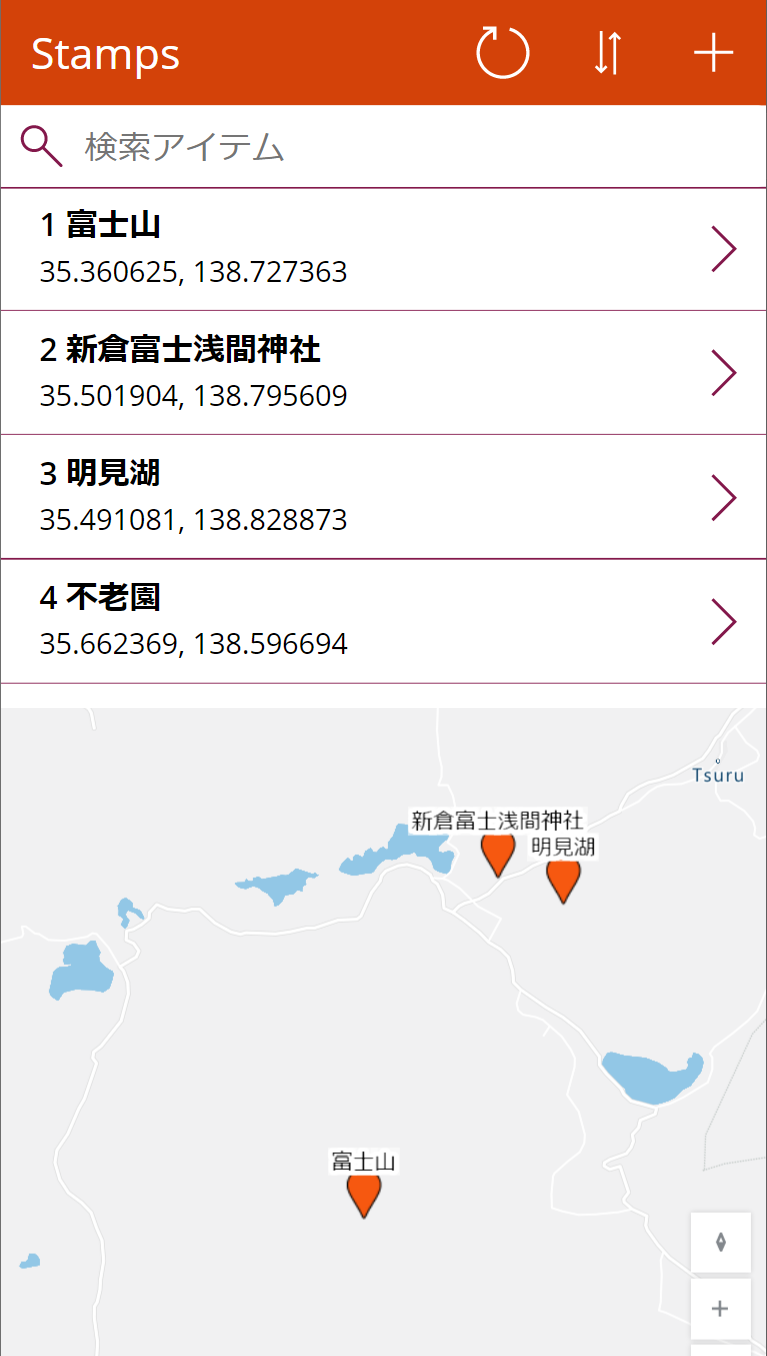 Stamps
検索アイテム
1 富士山
35.360625, 138.727363
2 新倉富士浅間神社
35.501904, 138.795609
3 明見湖
35.491081, 138.828873
4 不老園
35.662369, 138.596694
Tsuru
新倉富士浅間神社
明見湖
富士山